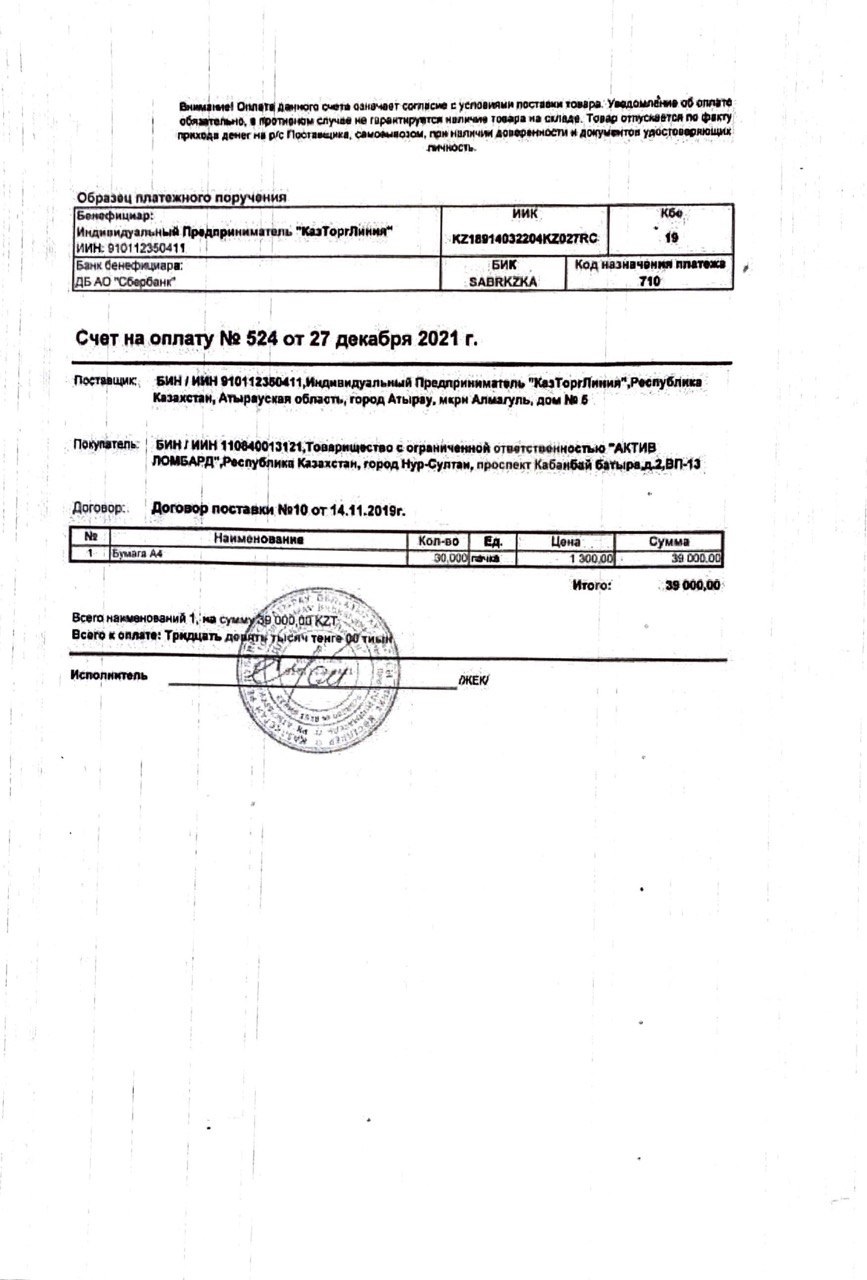 Внимание! Оплата данного счета означает согласие с условиями поставки товара. Уведомление об оплате
обязательно, в противном случае не гарантируется наличие товара на складе. Товар отпускается по факту
прихода денег на р/с Поставщика, самовывозом, при наличии доверенности и документов удостоверяющих
личность.
Образец платежного поручения
Бенефициар: ИИК Кбе
Индивидуальный Предприниматель "КазТоргЛиния" KZ18914032204KZ027RC 19
ИИН: 910112350411
Банк бенефициара: БИК Код назначения платежа
ДБ АО "Сбербанк" SABRKZKA 710
Счет на оплату № 524 от 27 декабря 2021 г.
Поставщик: БИН / ИИН 910112350411,Индивидуальный Предприниматель "КазТоргЛиния",Республика
Казахстан, Атырауская область, город Атырау, мкрн Алмагуль, дом № 5
Покупатель: БИН / ИИН 110840013121,Товарищество с ограниченной ответственностью "АКТИВ
ЛОМБАРД",Республика Казахстан, город Нур-Султан, проспект Кабанбай батыра,д.2,ВП-13
Договор: Договор поставки №10 от 14.11.2019г.
№ Наименование Кол-во Ед. Цена Сумма
1 Бумага А4 30,000 пачка 1 300,00 39 000,00
Итого: 39 000,00
Всего наименований 1, на сумму 39 000,00 KZT
Всего к оплате: Тридцать девять тысяч тенге 00 тиын
Исполнитель /ЖЕК/